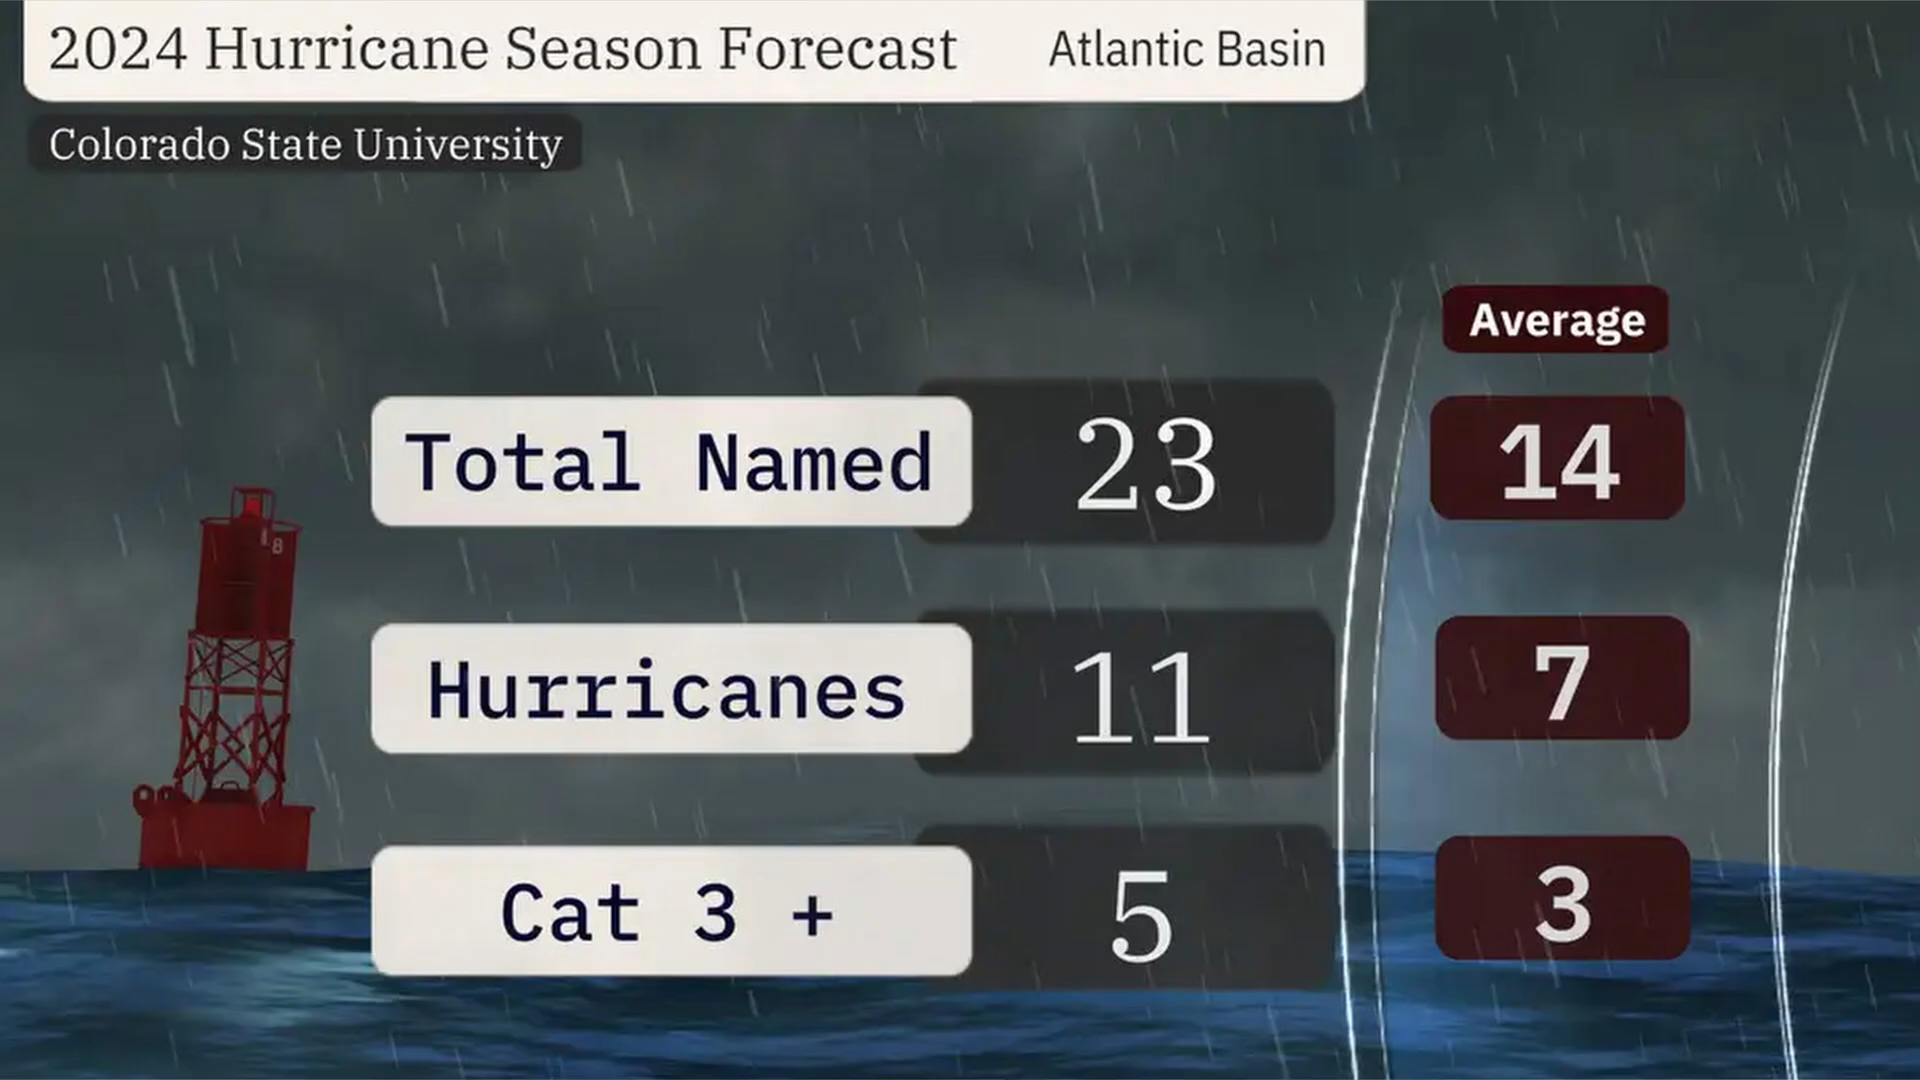 2024 Hurricane Season Forecast Atlantic Basin
Colorado State University
Average
Total Named 23 14
Hurricanes 11 7
Cat 3 + 5 3
8